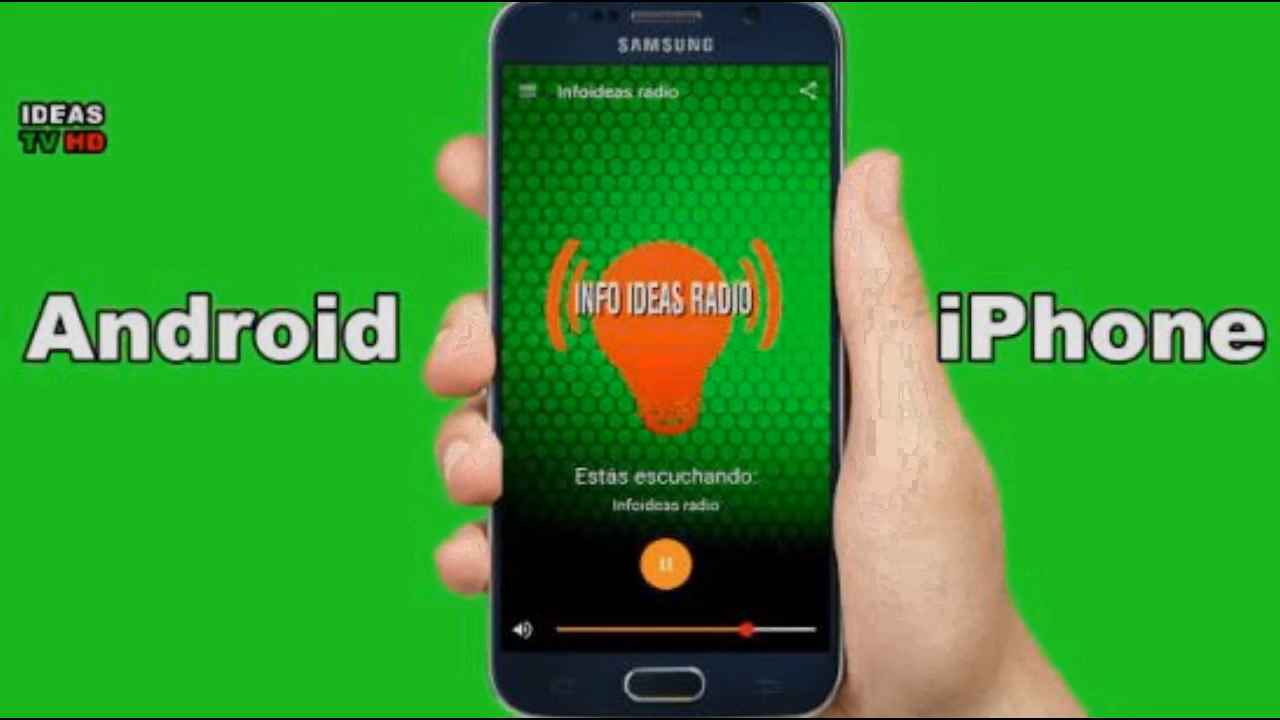 SAMSUNG
Infoideas radio
IDEAS
TV HD
Android
iPhone
INFO IDEAS RADIO
Estás escuchando:
Infoideas radio